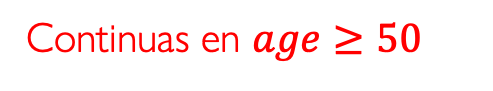 Continuas en age ≥ 50